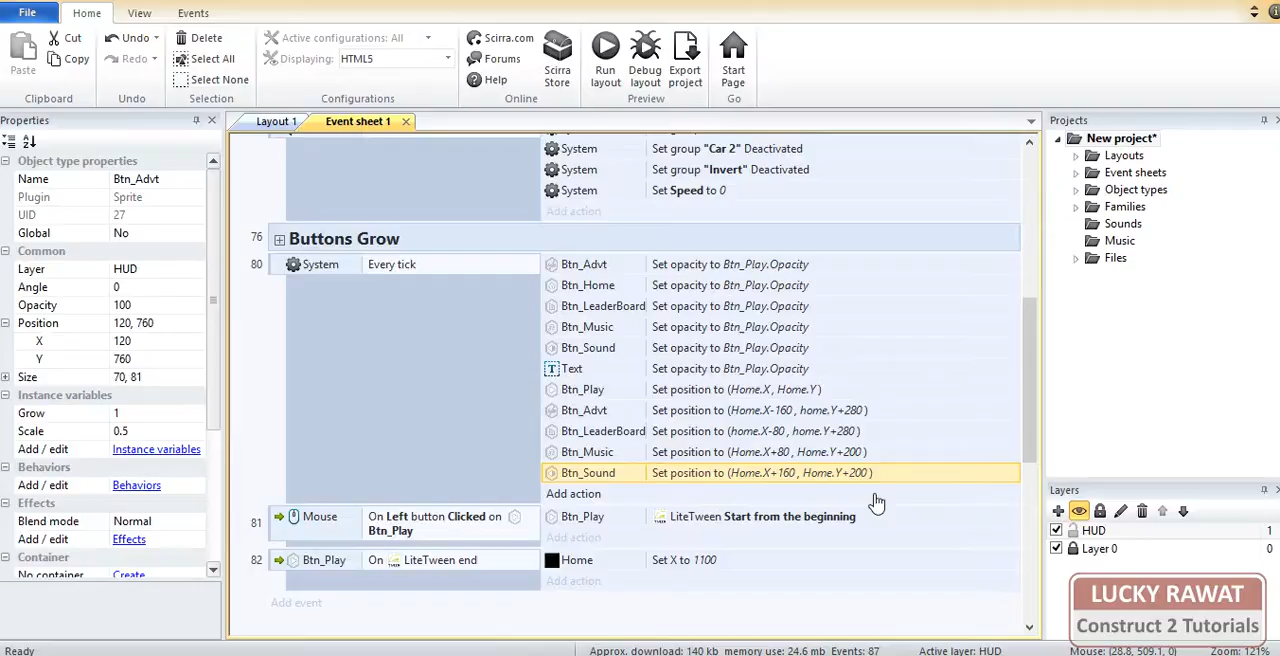 File Home View Events
Cut Undo Delete Active configurations: All Scirra.com
Paste Copy Redo Select All Displaying: HTML5 Forums Scirra Store Run layout Debug layout Export project Start Page
Select None Help
Clipboard Undo Selection Configurations Online Preview Go
Properties Layout 1 Event sheet 1 Projects
Object type properties
Name Btn_Advt
Plugin Sprite
UID 27
Global No
Common
Layer HUD
Angle 0
Opacity 100
Position 120, 760
X 120
Y 760
Size 70, 81
Instance variables
Grow 1
Scale 0.5
Add / edit Instance variables
Behaviors
Add / edit Behaviors
Effects
Blend mode Normal
Add / edit Effects
Container
No container Create
System Set group "Car 2" Deactivated
System Set group "Invert" Deactivated
System Set Speed to 0
Add action
76 Buttons Grow
80 System Every tick Btn_Advt Set opacity to Btn_Play.Opacity
Btn_Home Set opacity to Btn_Play.Opacity
Btn_LeaderBoard Set opacity to Btn_Play.Opacity
Btn_Music Set opacity to Btn_Play.Opacity
Btn_Sound Set opacity to Btn_Play.Opacity
Text Set opacity to Btn_Play.Opacity
Btn_Play Set position to (Home.X , Home.Y )
Btn_Advt Set position to (Home.X-160 , home.Y+280 )
Btn_LeaderBoard Set position to (home.X-80 , home.Y+280 )
Btn_Music Set position to (Home.X+80 , Home.Y+200 )
Btn_Sound Set position to (Home.X+160 , Home.Y+200 )
Add action
81 Mouse On Left button Clicked on Btn_Play Btn_Play LiteTween Start from the beginning
Add action
82 Btn_Play On LiteTween end Home Set X to 1100
Add action
Add event
New project*
Layouts
Event sheets
Object types
Families
Sounds
Music
Files
Layers
HUD 1
Layer 0 0
LUCKY RAWAT
Construct 2 Tutorials
Ready Approx. download: 140 kb memory use: 24.6 mb Events: 87 Active layer: HUD Mouse: (28.8, 509.1, 0) Zoom: 121%